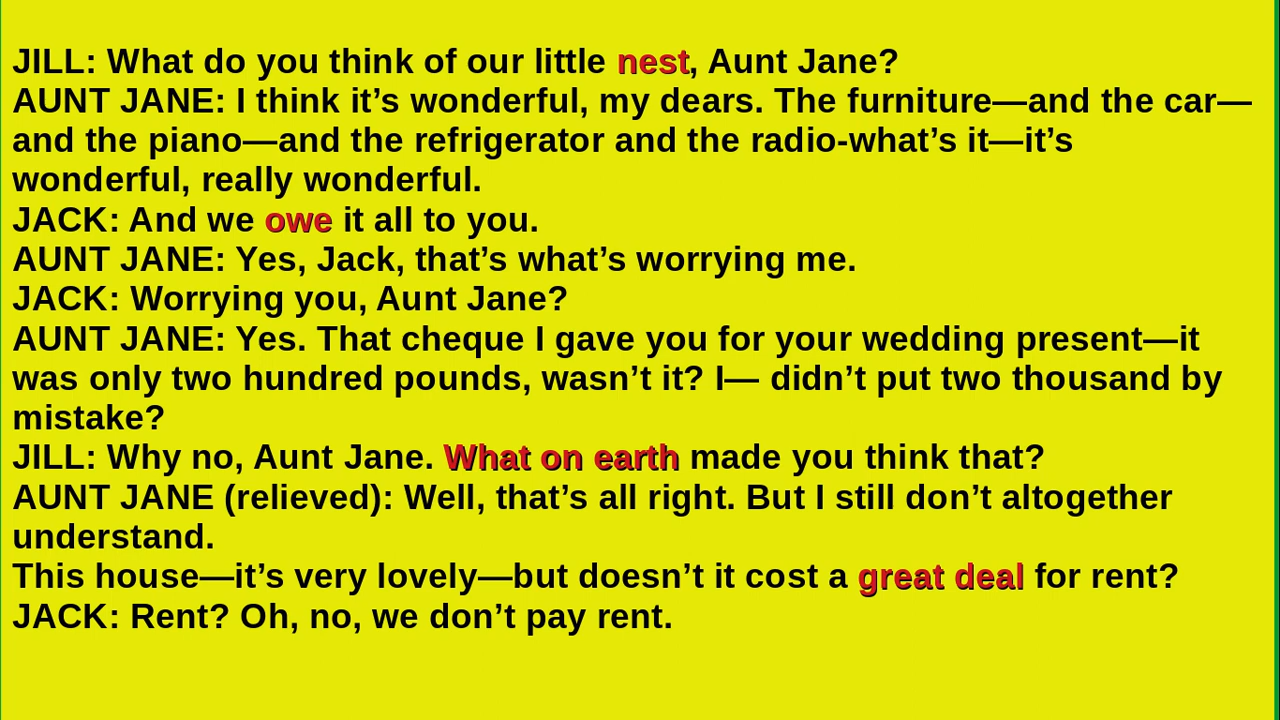 JILL: What do you think of our little nest, Aunt Jane?
AUNT JANE: I think it’s wonderful, my dears. The furniture—and the car—
and the piano—and the refrigerator and the radio-what’s it—it’s
wonderful, really wonderful.
JACK: And we owe it all to you.
AUNT JANE: Yes, Jack, that’s what’s worrying me.
JACK: Worrying you, Aunt Jane?
AUNT JANE: Yes. That cheque I gave you for your wedding present—it
was only two hundred pounds, wasn’t it? I— didn’t put two thousand by
mistake?
JILL: Why no, Aunt Jane. What on earth made you think that?
AUNT JANE (relieved): Well, that’s all right. But I still don’t altogether
understand.
This house—it’s very lovely—but doesn’t it cost a great deal for rent?
JACK: Rent? Oh, no, we don’t pay rent.